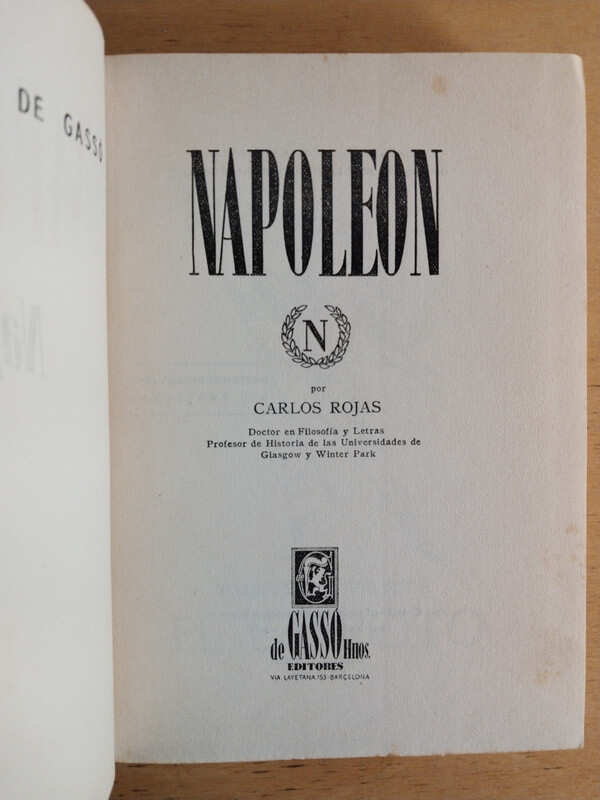 DE GASSO
NAPOLEON
N
por
CARLOS ROJAS
Doctor en Filosofía y Letras
Profesor de Historia de las Universidades de
Glasgow y Winter Park
de GASSO Hnos.
EDITORES
VIA LAYETANA, 153-BARCELONA